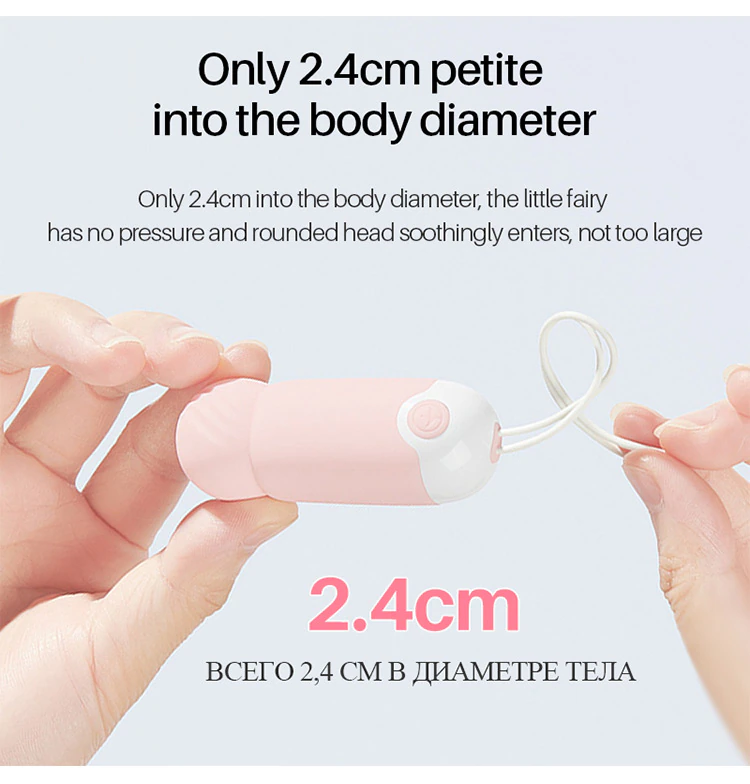 Only 2.4cm petite
into the body diameter
Only 2.4cm into the body diameter, the little fairy
has no pressure and rounded head soothingly enters, not too large
2.4cm
ВСЕГО 2,4 СМ В ДИАМЕТРЕ ТЕЛА